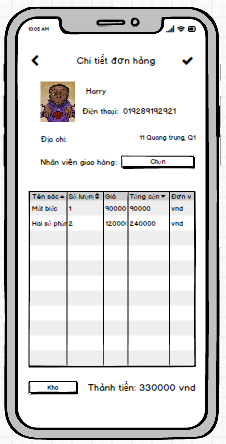 10:05 AM
Chi tiết đơn hàng
Harry
Điện thoại: 019289192921
Địa chỉ: 11 Quang trung, Q1
Nhân viên giao hàng: Chọn
Tên sác Số lượn Giá Tổng cộn Đơn v
Mắt biếc 1 90000 90000 vnd
Hai số phận 2 120000 240000 vnd
Kho Thành tiền: 330000 vnd